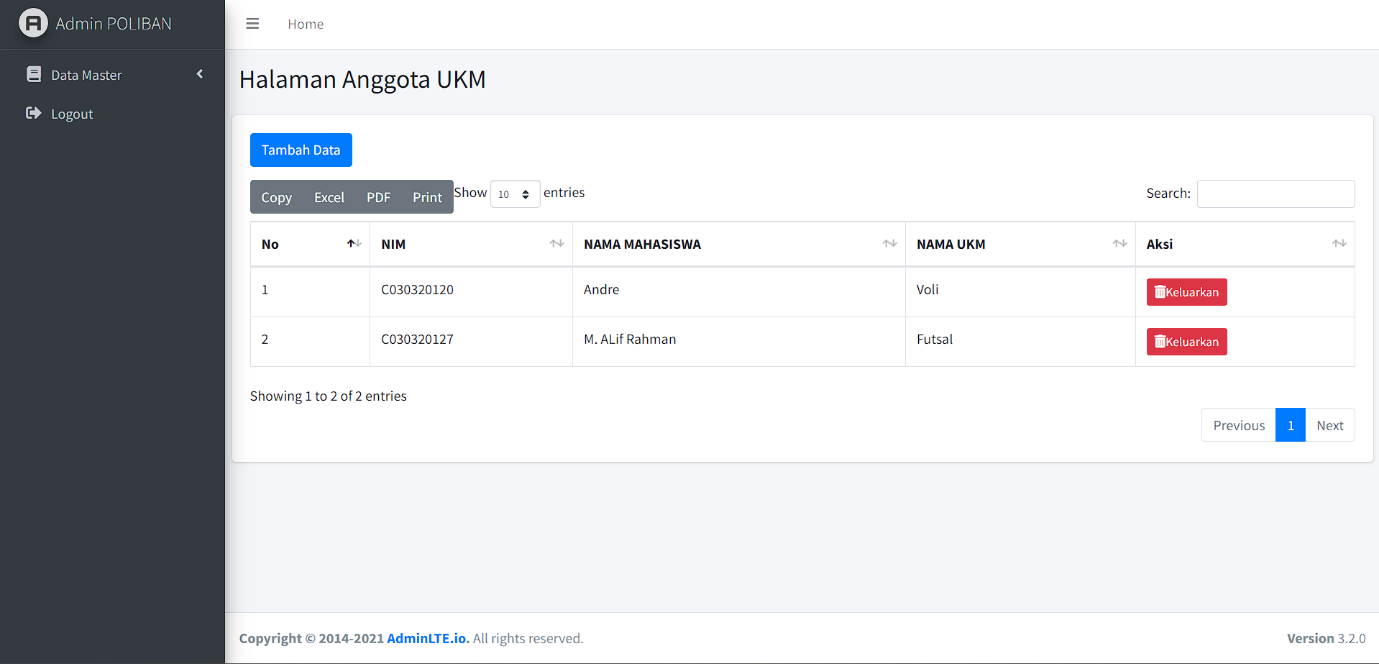 Admin POLIBAN
Home
Data Master
Logout
Halaman Anggota UKM
Tambah Data
Copy Excel PDF Print Show 10 entries Search:
No NIM NAMA MAHASISWA NAMA UKM Aksi
1 C030320120 Andre Voli Keluarkan
2 C030320127 M. ALif Rahman Futsal Keluarkan
Showing 1 to 2 of 2 entries
Previous 1 Next
Copyright © 2014-2021 AdminLTE.io. All rights reserved. Version 3.2.0